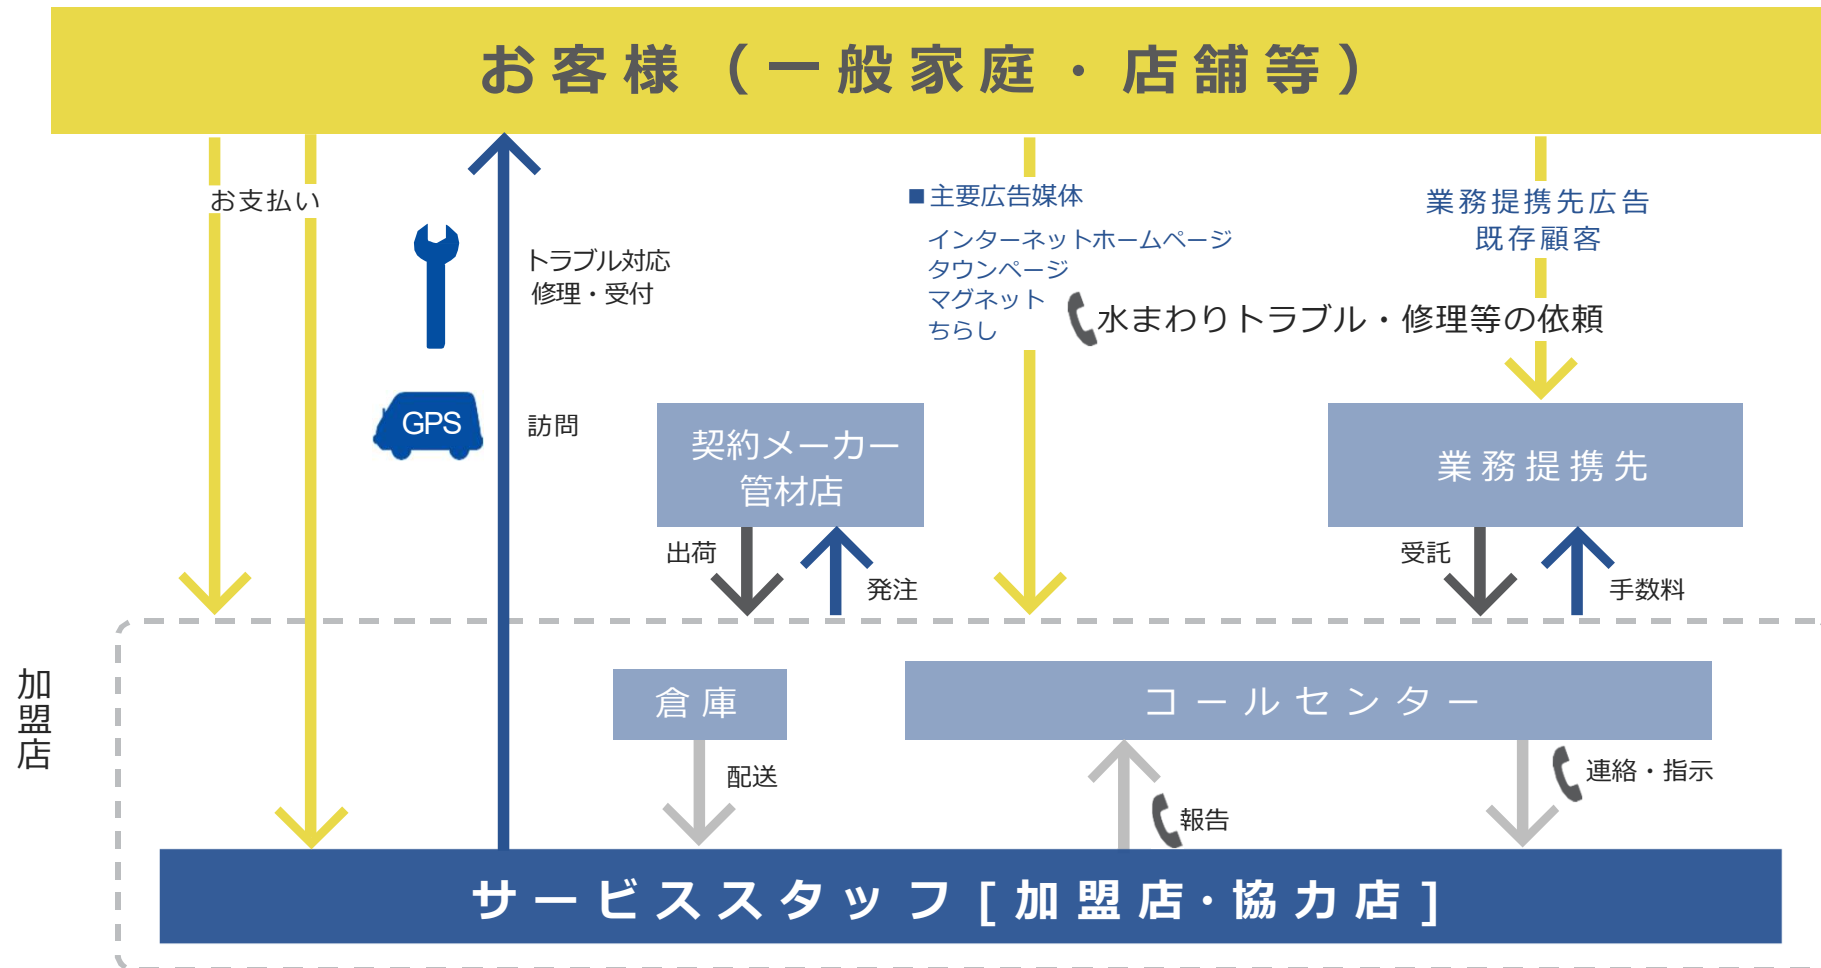 お客様（一般家庭・店舗等）
お支払い
トラブル対応
修理・受付
GPS
訪問
■主要広告媒体
インターネットホームページ
タウンページ
マグネット
ちらし
業務提携先広告
既存顧客
水まわりトラブル・修理等の依頼
契約メーカー
管材店
業務提携先
出荷
発注
受託
手数料
加盟店
倉庫
コールセンター
配送
報告
連絡・指示
サービススタッフ[加盟店・協力店]